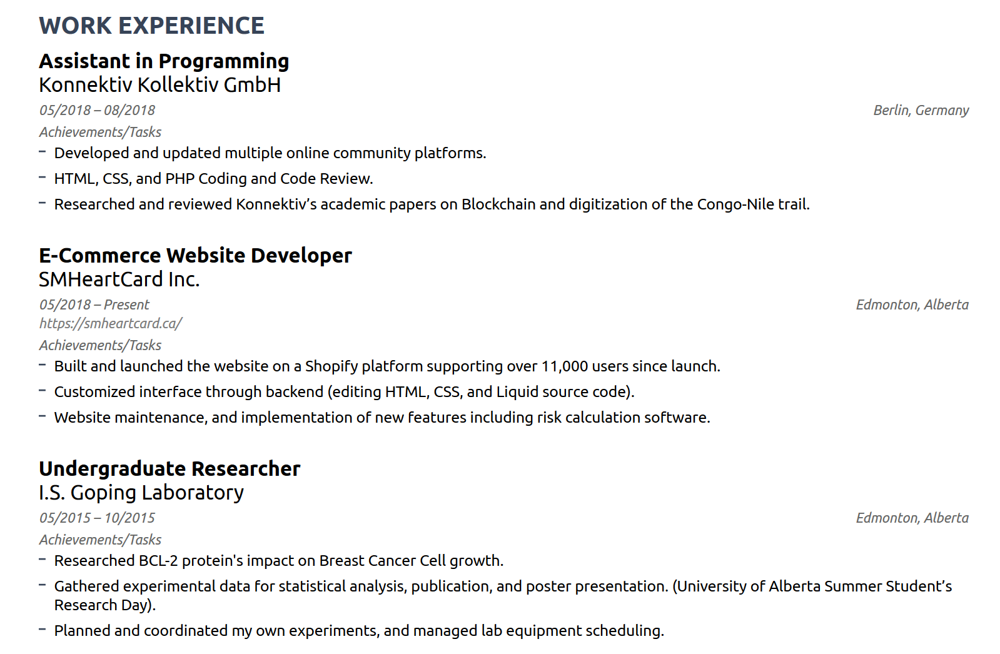 WORK EXPERIENCE
Assistant in Programming
Konnektiv Kollektiv GmbH
05/2018 – 08/2018 Berlin, Germany
Achievements/Tasks
– Developed and updated multiple online community platforms.
– HTML, CSS, and PHP Coding and Code Review.
– Researched and reviewed Konnektiv’s academic papers on Blockchain and digitization of the Congo-Nile trail.
E-Commerce Website Developer
SMHeartCard Inc.
05/2018 – Present Edmonton, Alberta
https://smheartcard.ca/
Achievements/Tasks
– Built and launched the website on a Shopify platform supporting over 11,000 users since launch.
– Customized interface through backend (editing HTML, CSS, and Liquid source code).
– Website maintenance, and implementation of new features including risk calculation software.
Undergraduate Researcher
I.S. Goping Laboratory
05/2015 – 10/2015 Edmonton, Alberta
Achievements/Tasks
– Researched BCL-2 protein's impact on Breast Cancer Cell growth.
– Gathered experimental data for statistical analysis, publication, and poster presentation. (University of Alberta Summer Student’s
Research Day).
– Planned and coordinated my own experiments, and managed lab equipment scheduling.